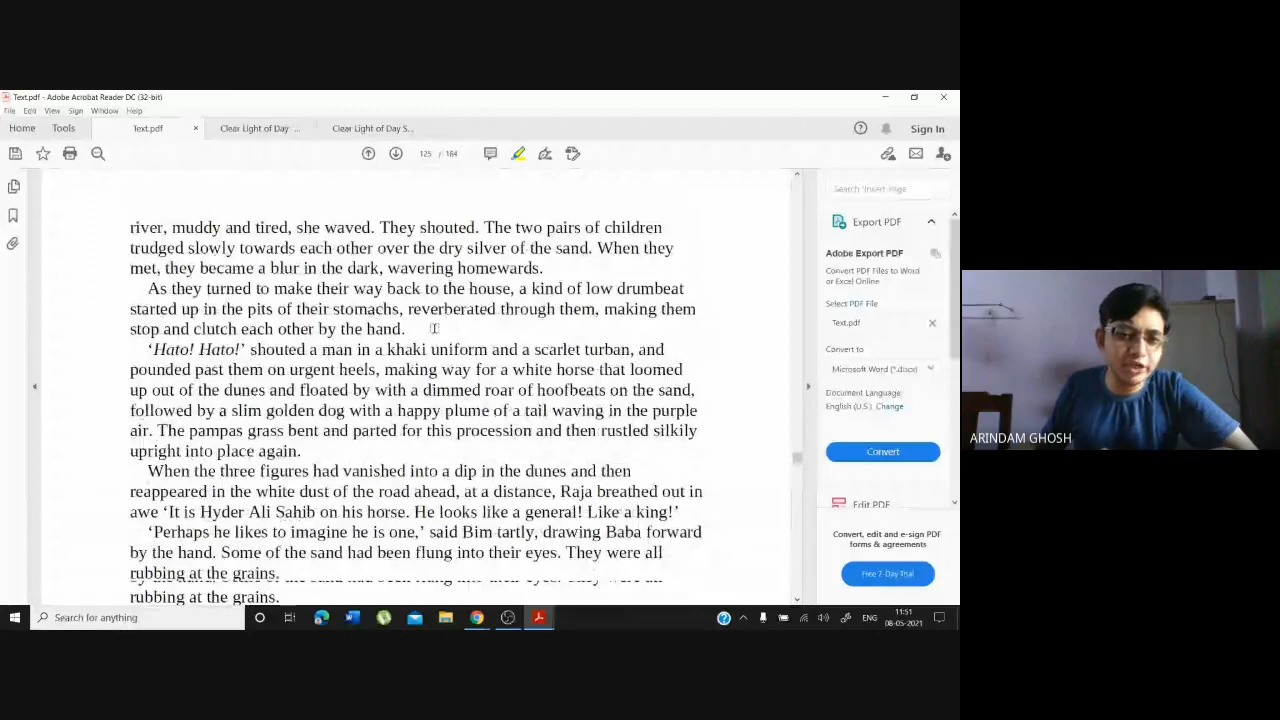 Text.pdf - Adobe Acrobat Reader DC (32-bit)
File Edit View Sign Window Help
Home Tools Text.pdf × Clear Light of Day ... Clear Light of Day S... Sign In
125 / 184
river, muddy and tired, she waved. They shouted. The two pairs of children
trudged slowly towards each other over the dry silver of the sand. When they
met, they became a blur in the dark, wavering homewards.
As they turned to make their way back to the house, a kind of low drumbeat
started up in the pits of their stomachs, reverberated through them, making them
stop and clutch each other by the hand.
‘Hato! Hato!’ shouted a man in a khaki uniform and a scarlet turban, and
pounded past them on urgent heels, making way for a white horse that loomed
up out of the dunes and floated by with a dimmed roar of hoofbeats on the sand,
followed by a slim golden dog with a happy plume of a tail waving in the purple
air. The pampas grass bent and parted for this procession and then rustled silkily
upright into place again.
When the three figures had vanished into a dip in the dunes and then
reappeared in the white dust of the road ahead, at a distance, Raja breathed out in
awe ‘It is Hyder Ali Sahib on his horse. He looks like a general! Like a king!’
‘Perhaps he likes to imagine he is one,’ said Bim tartly, drawing Baba forward
by the hand. Some of the sand had been flung into their eyes. They were all
rubbing at the grains.
rubbing at the grains.
Search 'Insert Page'
Export PDF
Adobe Export PDF
Convert PDF Files to Word
or Excel Online
Select PDF File
Text.pdf
Convert to
Microsoft Word (*.docx)
Document Language:
English (U.S.) Change
Convert
Edit PDF
Convert, edit and e-sign PDF
forms & agreements
Free 7-Day Trial
ARINDAM GHOSH
Search for anything
ENG
11:51
08-05-2021